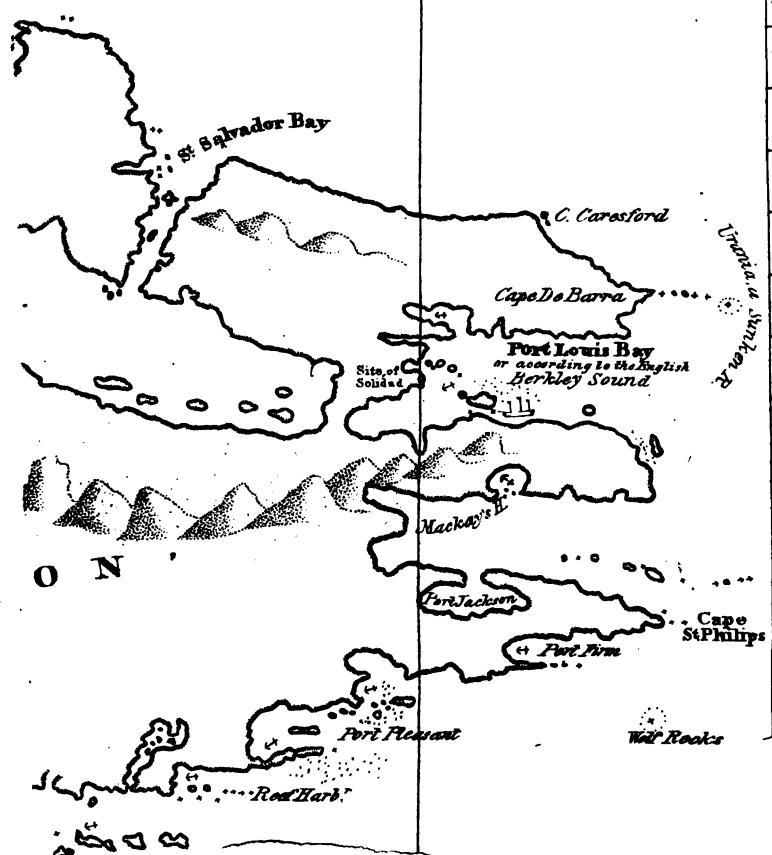 St Salvador Bay
C. Caresford
Urania.a Sunken R.
Cape De Barra
Port Louis Bay
or according to the English
Berkley Sound
Site of
Solidad
Mackay's H.
O N
Port Jackson
Cape
St Philips
Port Firm
Port Pleasant
Wolf Rocks
Reef Harb.r